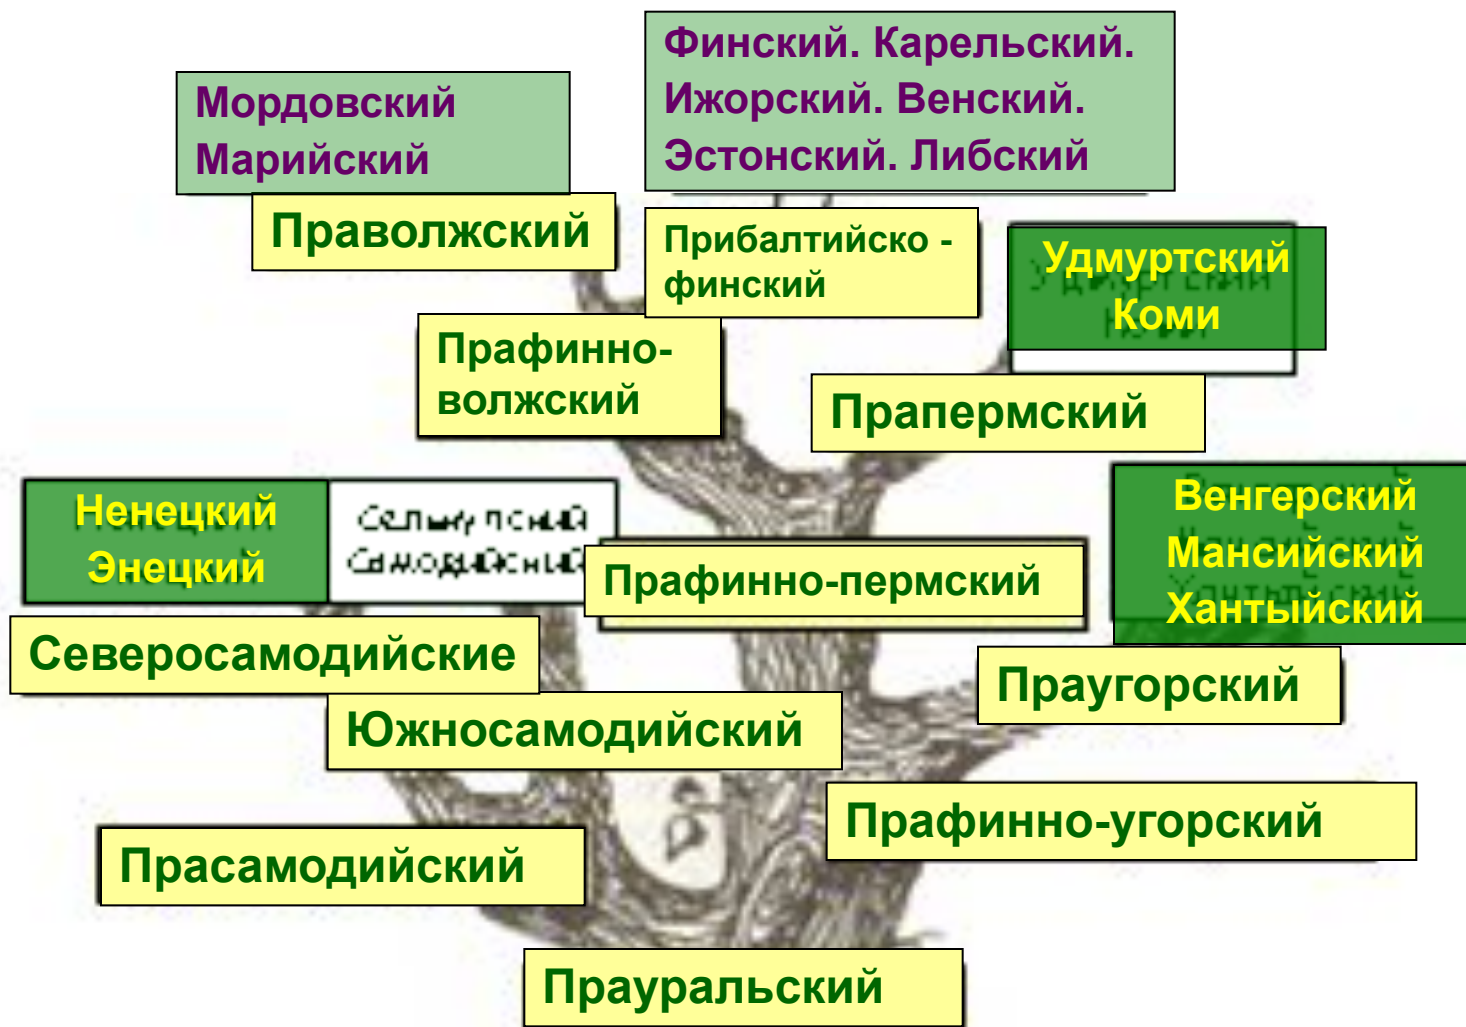 Финский. Карельский.
Ижорский. Венский.
Эстонский. Либский
Мордовский
Марийский
Праволжский
Прибалтийско -
финский
Удмуртский
Коми
Прафинно-
волжский
Прапермский
Ненецкий
Энецкий
Венгерский
Мансийский
Хантыйский
Прафинно-пермский
Северосамодийские
Праугорский
Южносамодийский
Прафинно-угорский
Прасамодийский
Прауральский